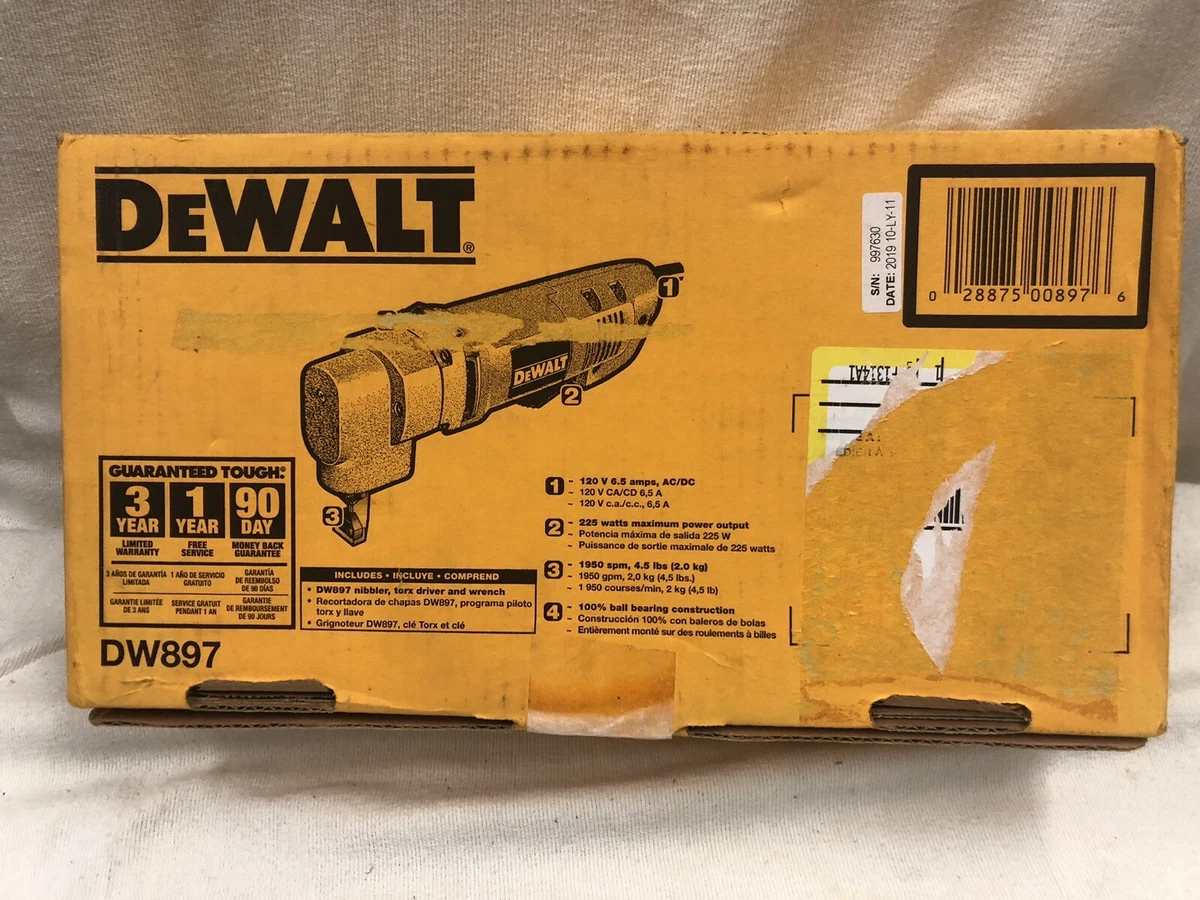 DEWALT®
S/N: 997630
DATE: 2019 10-LY-11
0 28875 00897 6
1
DEWALT
2
3
F1314A1
GUARANTEED TOUGH.®
3 YEAR
LIMITED WARRANTY
1 YEAR
FREE SERVICE
90 DAY
MONEY BACK GUARANTEE
3 AÑOS DE GARANTÍA LIMITADA
1 AÑO DE SERVICIO GRATUITO
GARANTÍA DE REEMBOLSO DE 90 DÍAS
GARANTIE LIMITÉE DE 3 ANS
SERVICE GRATUIT PENDANT 1 AN
GARANTIE DE REMBOURSEMENT DE 90 JOURS
DW897
INCLUDES • INCLUYE • COMPREND
• DW897 nibbler, torx driver and wrench
• Recortadora de chapas DW897, programa piloto
torx y llave
• Grignoteur DW897, clé Torx et clé
1 ~ 120 V 6.5 amps, AC/DC
~ 120 V CA/CD 6,5 A
~ 120 V c.a./c.c., 6,5 A
2 ~ 225 watts maximum power output
~ Potencia máxima de salida 225 W
~ Puissance de sortie maximale de 225 watts
3 ~ 1950 spm, 4.5 lbs (2.0 kg)
~ 1950 gpm, 2,0 kg (4,5 lbs.)
~ 1 950 courses/min, 2 kg (4,5 lb)
4 ~ 100% ball bearing construction
~ Construcción 100% con baleros de bolas
~ Entièrement monté sur des roulements à billes